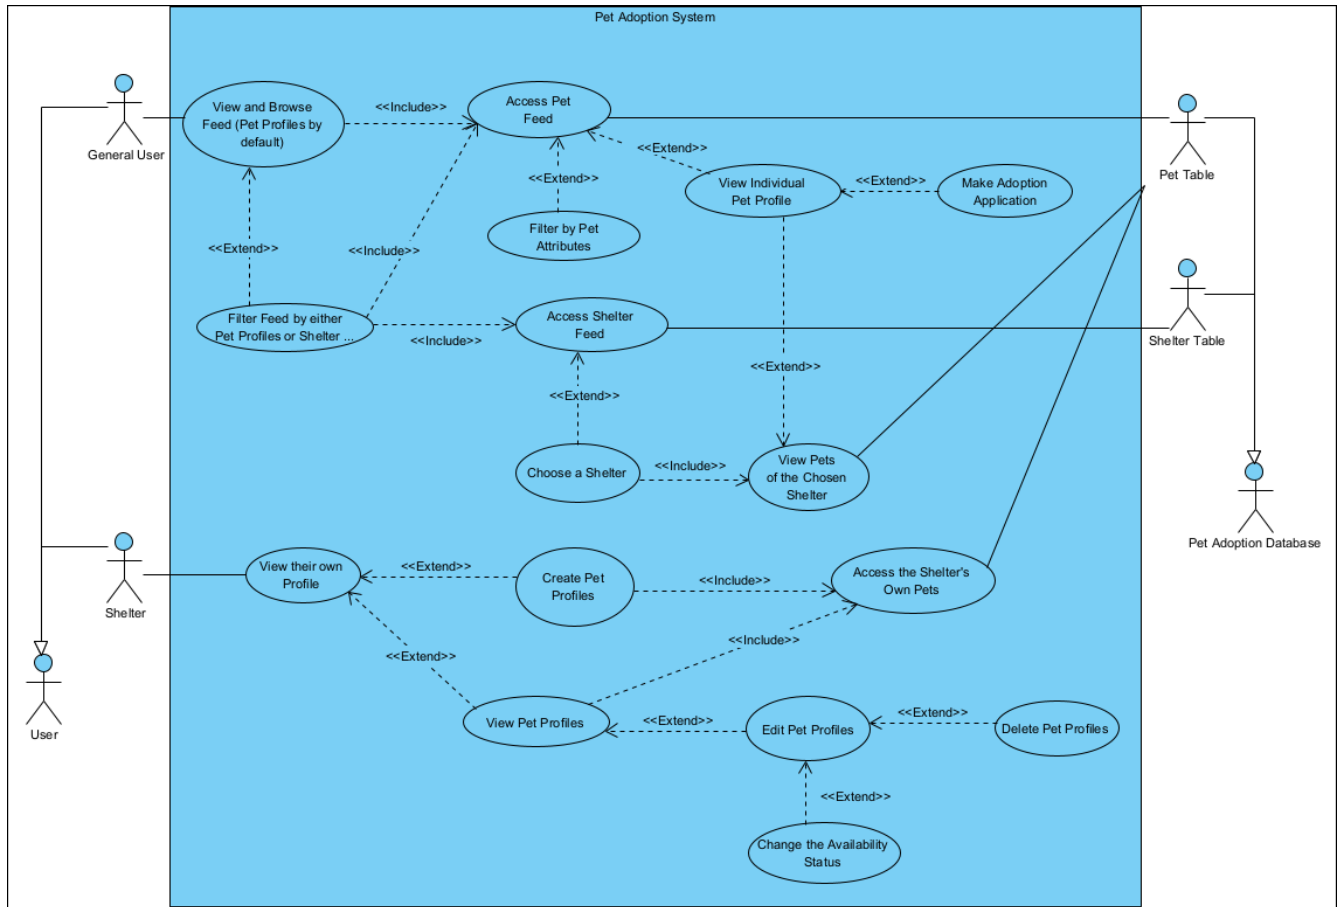 Pet Adoption System
View and Browse
Feed (Pet Profiles by
default)
<<Include>>
Access Pet
Feed
General User
<<Extend>>
View Individual
Pet Profile
<<Extend>>
Make Adoption
Application
Pet Table
<<Extend>>
Filter by Pet
Attributes
<<Extend>>
<<Include>>
Filter Feed by either
Pet Profiles or Shelter ...
<<Include>>
Access Shelter
Feed
Shelter Table
<<Extend>>
<<Extend>>
Choose a Shelter
<<Include>>
View Pets
of the Chosen
Shelter
Pet Adoption Database
Shelter
View their own
Profile
<<Extend>>
Create Pet
Profiles
<<Include>>
Access the Shelter's
Own Pets
<<Include>>
<<Extend>>
User
View Pet Profiles
<<Extend>>
Edit Pet Profiles
<<Extend>>
Delete Pet Profiles
<<Extend>>
Change the Availability
Status